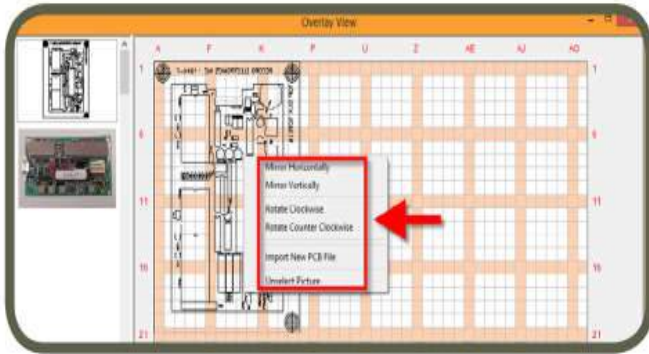 Overlay View
A F K P U Z AE AJ AO
1 1
6 6
Mirror Horizontally
Mirror Vertically
11 11
Rotate Clockwise
Rotate Counter Clockwise
Import New PCB File
16 16
Unselect Picture
21 21